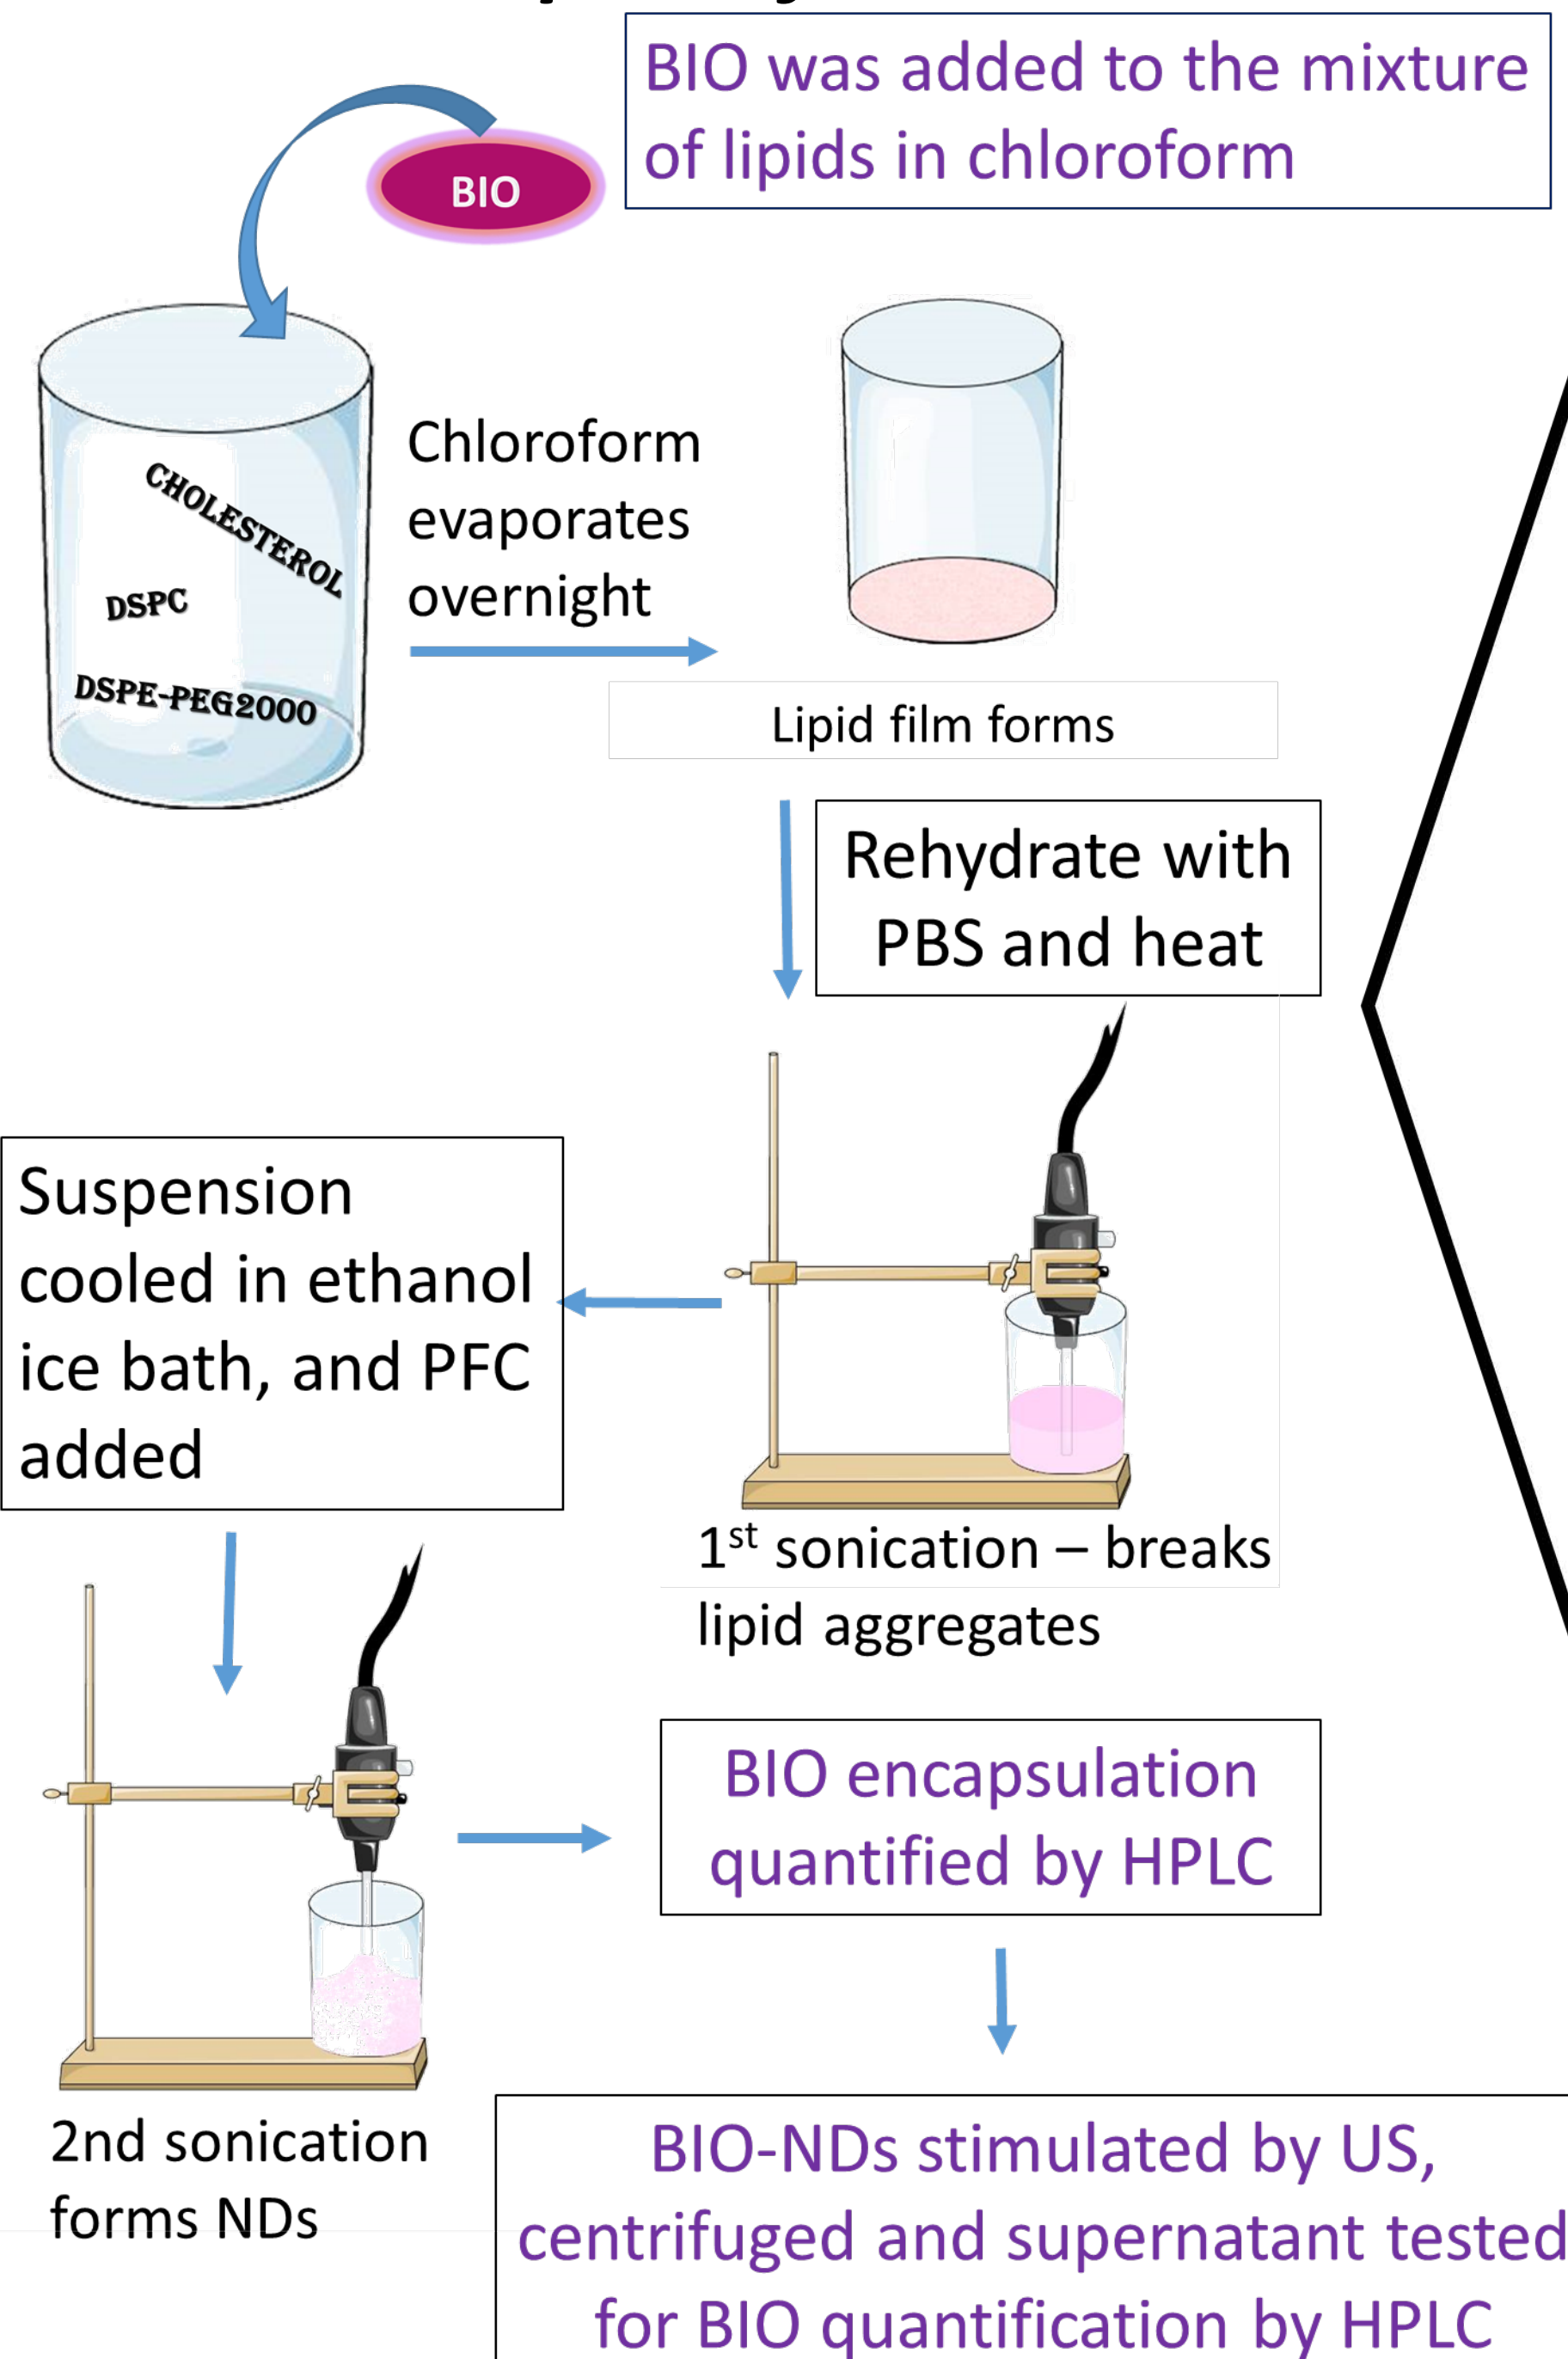 BIO was added to the mixture
of lipids in chloroform
BIO
CHOLESTEROL
DSPC
DSPE-PEG2000
Chloroform
evaporates
overnight
Lipid film forms
Rehydrate with
PBS and heat
1st sonication – breaks
lipid aggregates
Suspension
cooled in ethanol
ice bath, and PFC
added
2nd sonication
forms NDs
BIO encapsulation
quantified by HPLC
BIO-NDs stimulated by US,
centrifuged and supernatant tested
for BIO quantification by HPLC